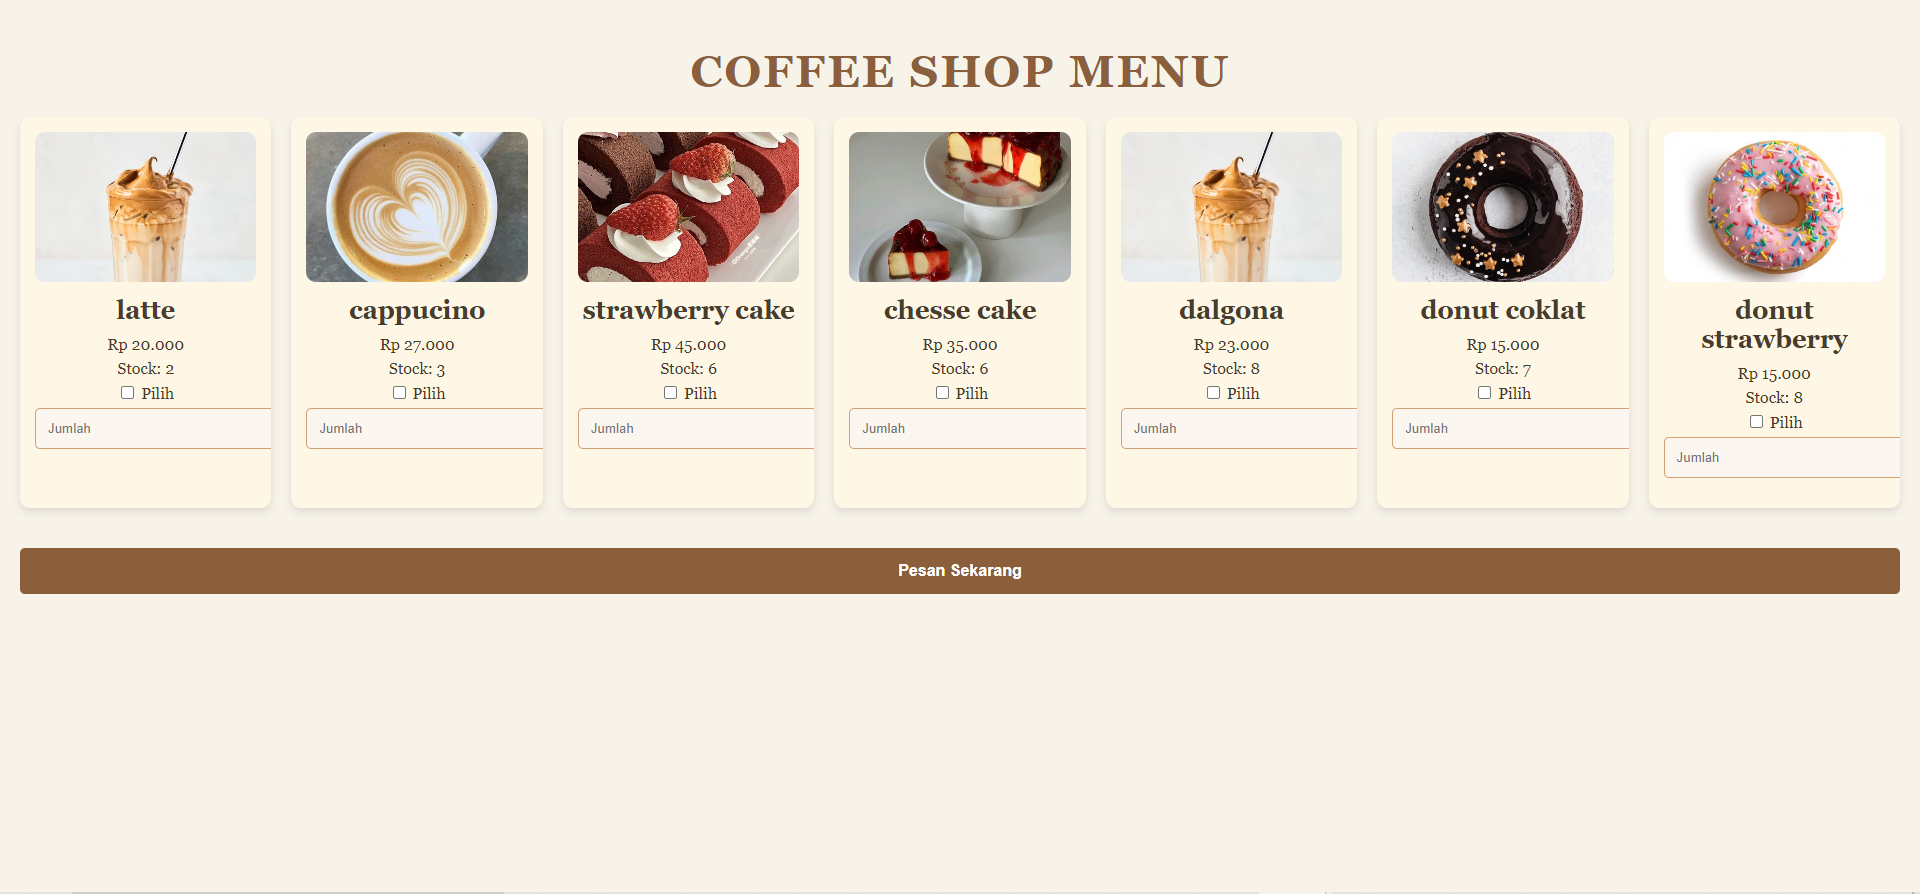 COFFEE SHOP MENU
latte
Rp 20.000
Stock: 2
Pilih
Jumlah
cappucino
Rp 27.000
Stock: 3
Pilih
Jumlah
strawberry cake
Rp 45.000
Stock: 6
Pilih
Jumlah
chesse cake
Rp 35.000
Stock: 6
Pilih
Jumlah
dalgona
Rp 23.000
Stock: 8
Pilih
Jumlah
donut coklat
Rp 15.000
Stock: 7
Pilih
Jumlah
donut
strawberry
Rp 15.000
Stock: 8
Pilih
Jumlah
Pesan Sekarang